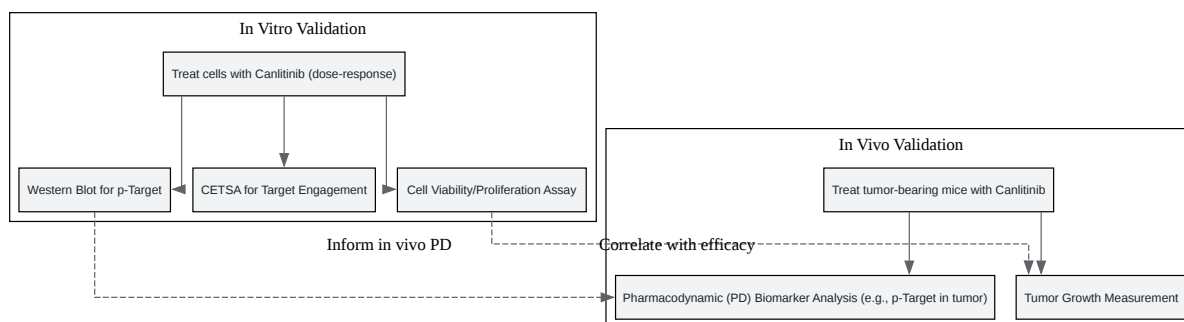 In Vitro Validation
Treat cells with Canlitinib (dose-response)
Western Blot for p-Target
CETSA for Target Engagement
Cell Viability/Proliferation Assay
In Vivo Validation
Treat tumor-bearing mice with Canlitinib
Inform in vivo PD
Correlate with efficacy
Pharmacodynamic (PD) Biomarker Analysis (e.g., p-Target in tumor)
Tumor Growth Measurement